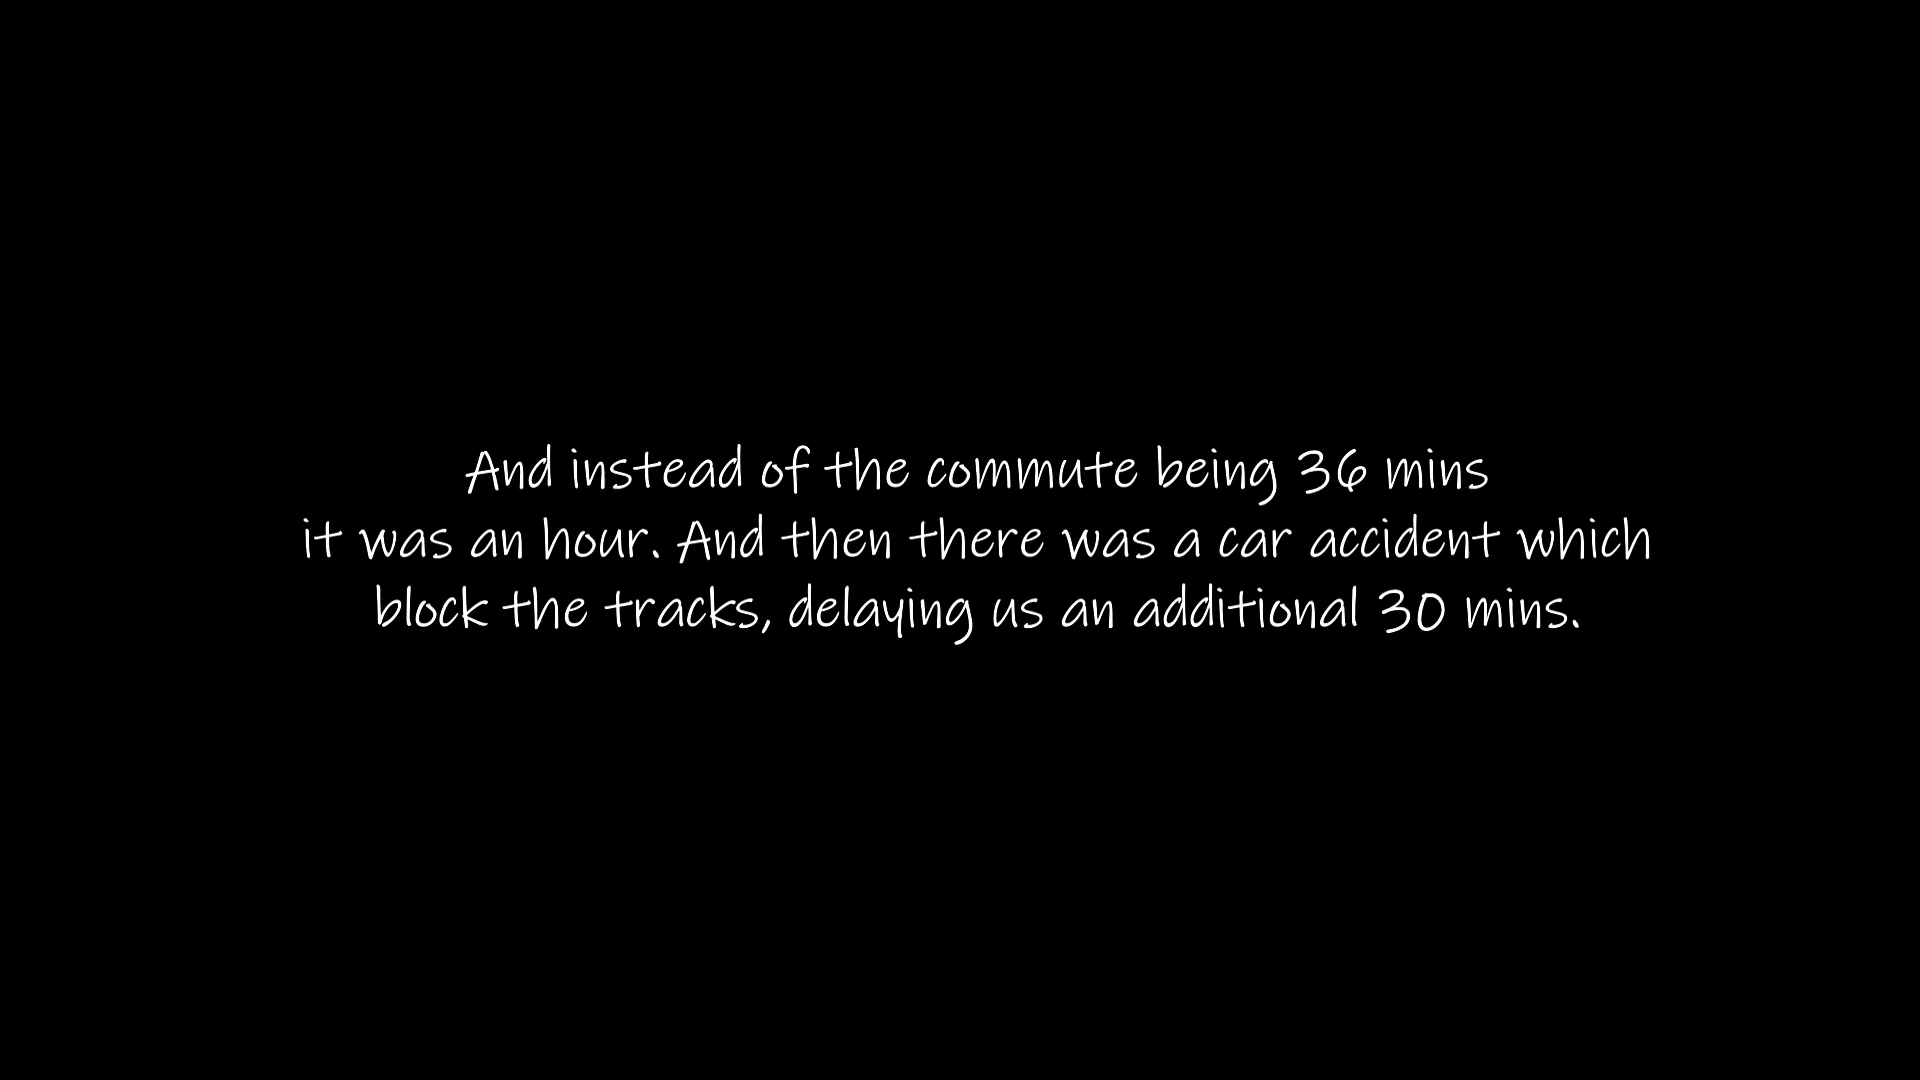 And instead of the commute being 36 mins
it was an hour. And then there was a car accident which
block the tracks, delaying us an additional 30 mins.